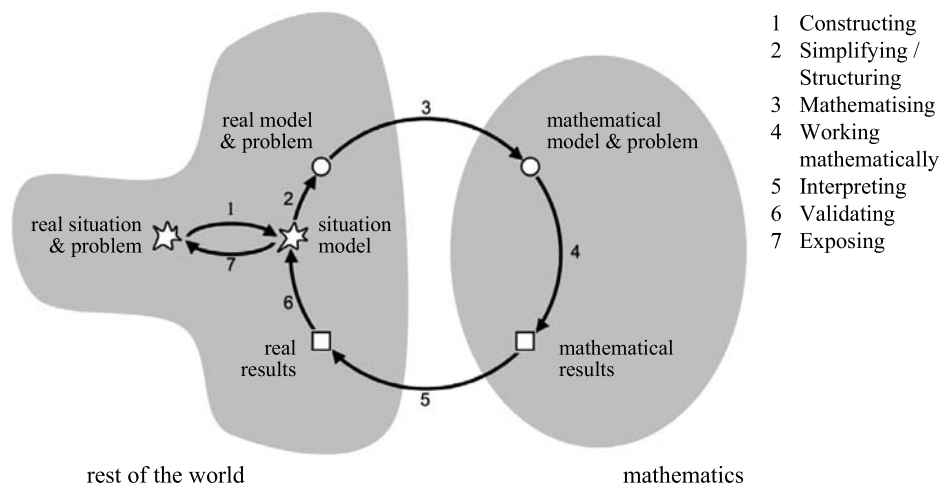 real model
& problem
3
mathematical
model & problem
real situation
& problem
1
2
situation
model
7
4
6
real
results
mathematical
results
5
rest of the world
mathematics
1 Constructing
2 Simplifying /
Structuring
3 Mathematising
4 Working
mathematically
5 Interpreting
6 Validating
7 Exposing